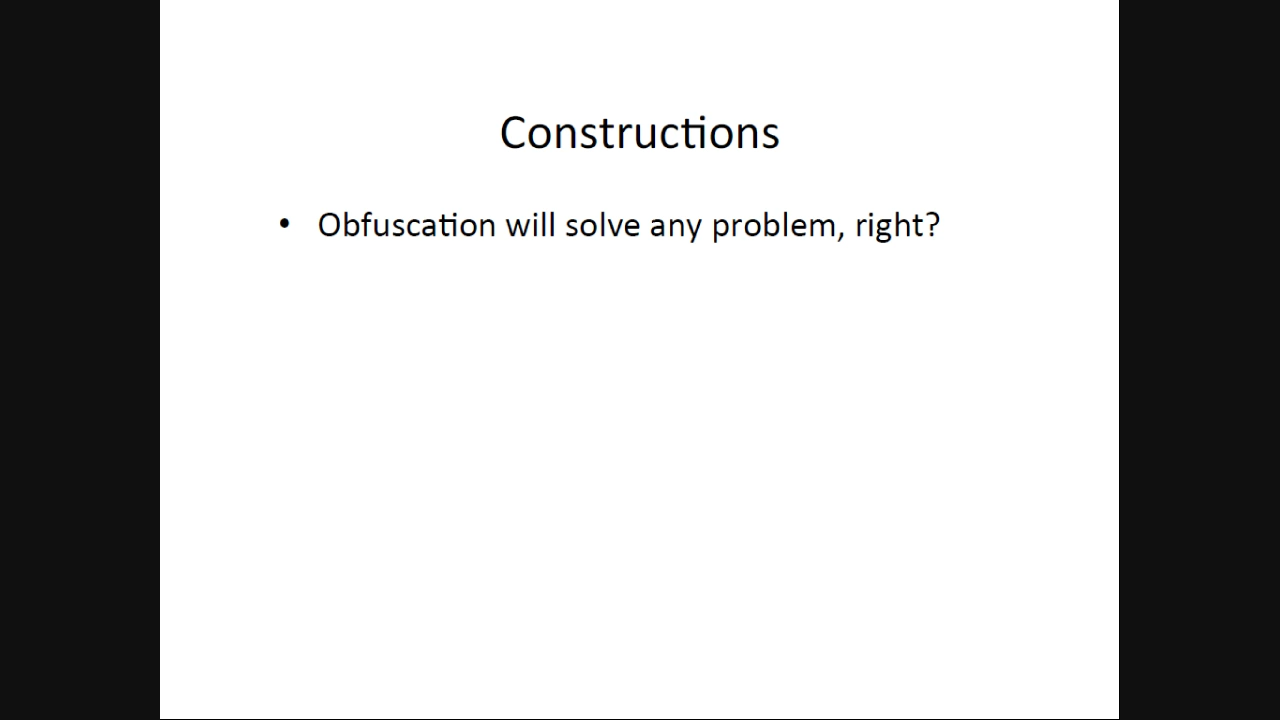 Constructions
• Obfuscation will solve any problem, right?